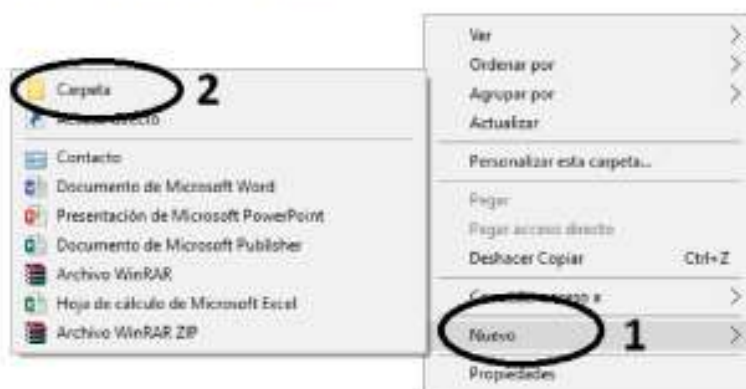 Ver
Ordenar por
Agrupar por
Actualizar
Personalizar esta carpeta...
Pegar
Pegar acceso directo
Deshacer Copiar Ctrl+Z
a
Nuevo 1
Propiedades
Carpeta 2
Acceso directo
Contacto
Documento de Microsoft Word
Presentación de Microsoft PowerPoint
Documento de Microsoft Publisher
Archivo WinRAR
Hoja de cálculo de Microsoft Excel
Archivo WinRAR ZIP